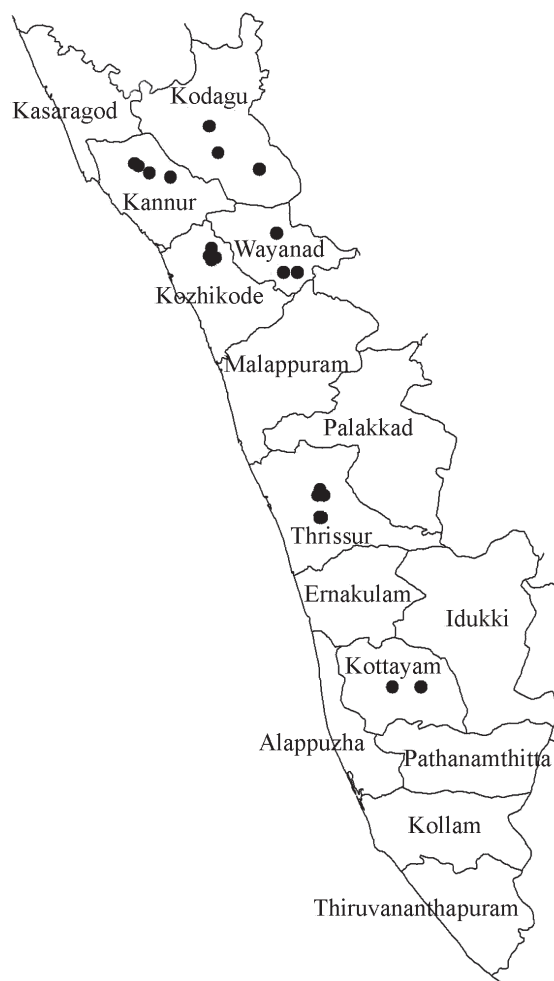 Kodagu
Kasaragod
Kannur
Wayanad
Kozhikode
Malappuram
Palakkad
Thrissur
Ernakulam
Idukki
Kottayam
Alappuzha
Pathanamthitta
Kollam
Thiruvananthapuram